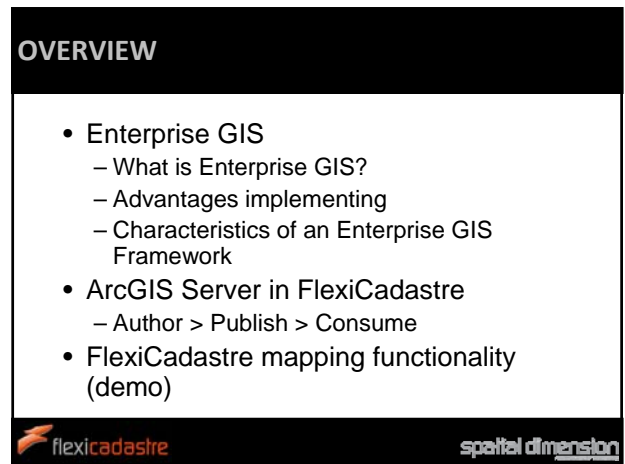 OVERVIEW
• Enterprise GIS
– What is Enterprise GIS?
– Advantages implementing
– Characteristics of an Enterprise GIS
Framework
• ArcGIS Server in FlexiCadastre
– Author > Publish > Consume
• FlexiCadastre mapping functionality
(demo)
flexicadastre
spatial dimension